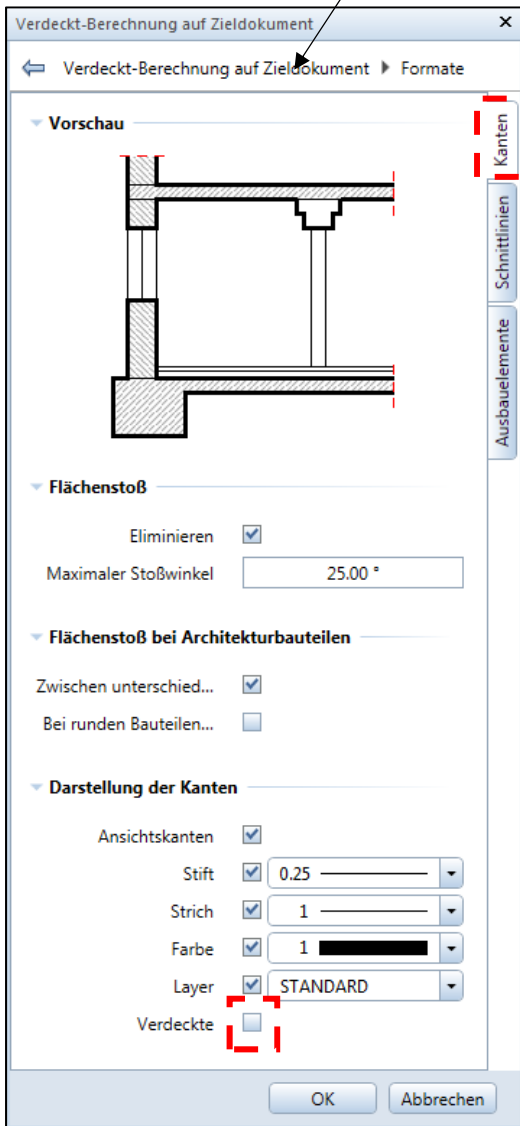 Verdeckt-Berechnung auf Zieldokument
Verdeckt-Berechnung auf Zieldokument Formate
Vorschau
Kanten
Schnittlinien
Ausbauelemente
Flächenstoß
Eliminieren
Maximaler Stoßwinkel 25.00 °
Flächenstoß bei Architekturbauteilen
Zwischen unterschied...
Bei runden Bauteilen...
Darstellung der Kanten
Ansichtskanten
Stift 0.25
Strich 1
Farbe 1
Layer STANDARD
Verdeckte
OK Abbrechen